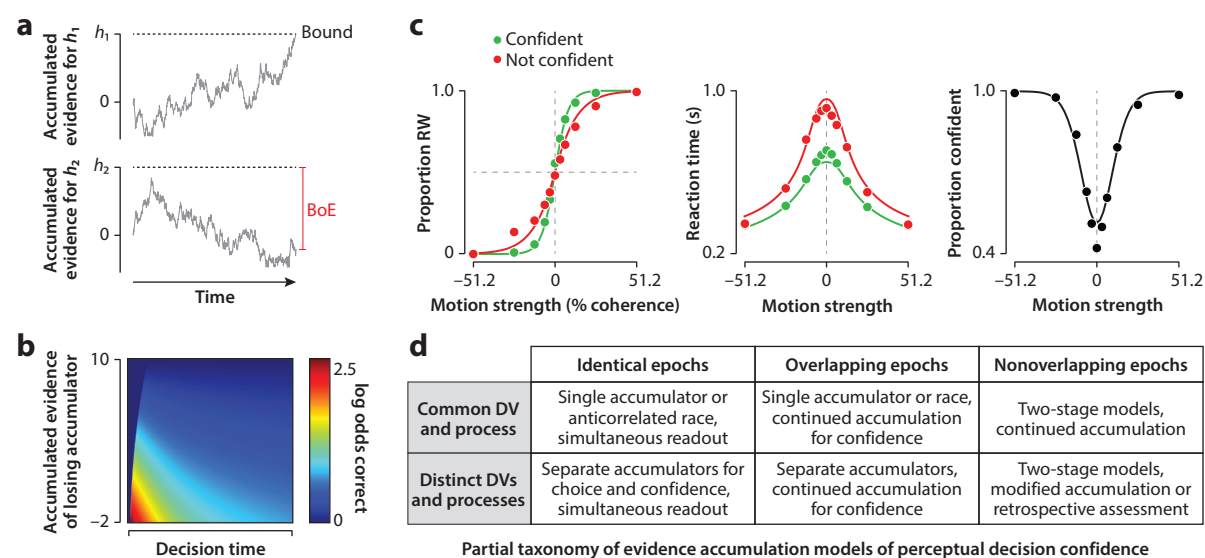 a
Accumulated
evidence for h₁
h₁
0
Bound
Accumulated
evidence for h₂
h₂
0
BoE
Time
b
Accumulated evidence
of losing accumulator
10
−2
Decision time
2.5
0
log odds correct
c
Confident
Not confident
Proportion RW
1.0
0
−51.2
0
51.2
Motion strength (% coherence)
Reaction time (s)
1.0
0.2
−51.2
0
51.2
Motion strength
Proportion confident
1.0
0.4
−51.2
0
51.2
Motion strength
d
Identical epochs
Overlapping epochs
Nonoverlapping epochs
Common DV
and process
Single accumulator or
anticorrelated race,
simultaneous readout
Single accumulator or race,
continued accumulation
for confidence
Two-stage models,
continued accumulation
Distinct DVs
and processes
Separate accumulators for
choice and confidence,
simultaneous readout
Separate accumulators,
continued accumulation
for confidence
Two-stage models,
modified accumulation or
retrospective assessment
Partial taxonomy of evidence accumulation models of perceptual decision confidence